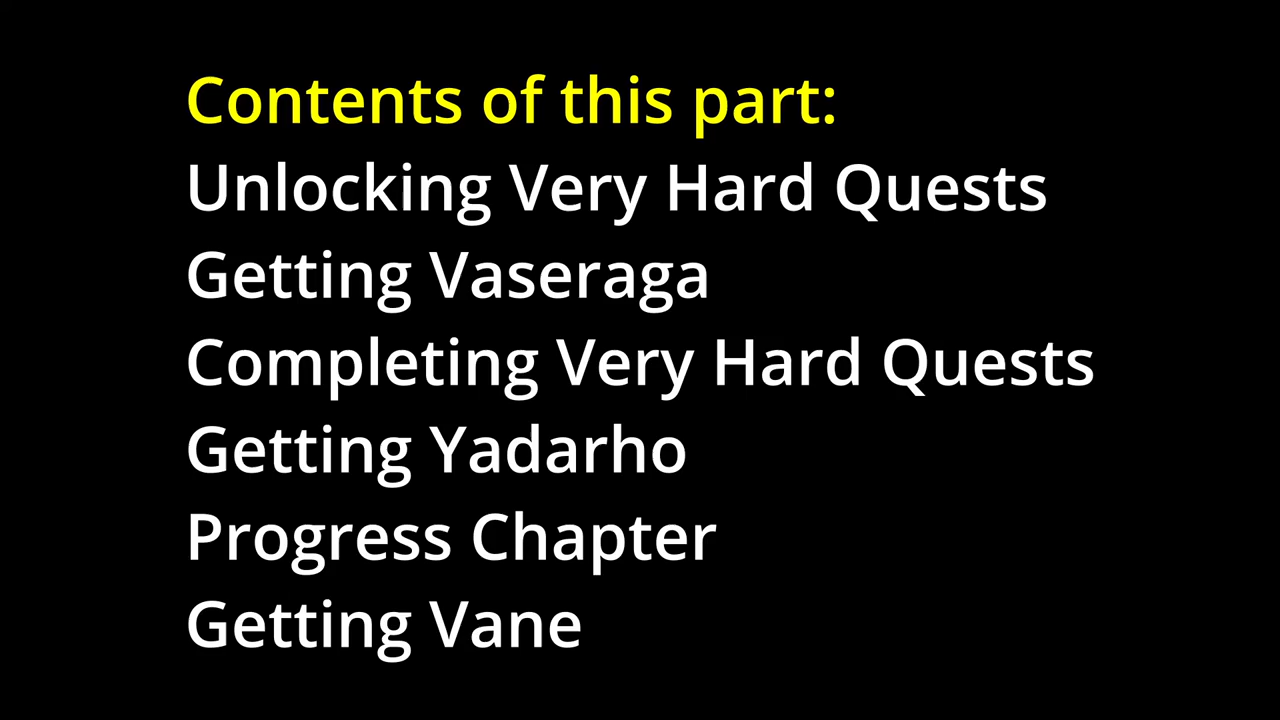 Contents of this part:
Unlocking Very Hard Quests
Getting Vaseraga
Completing Very Hard Quests
Getting Yadarho
Progress Chapter
Getting Vane